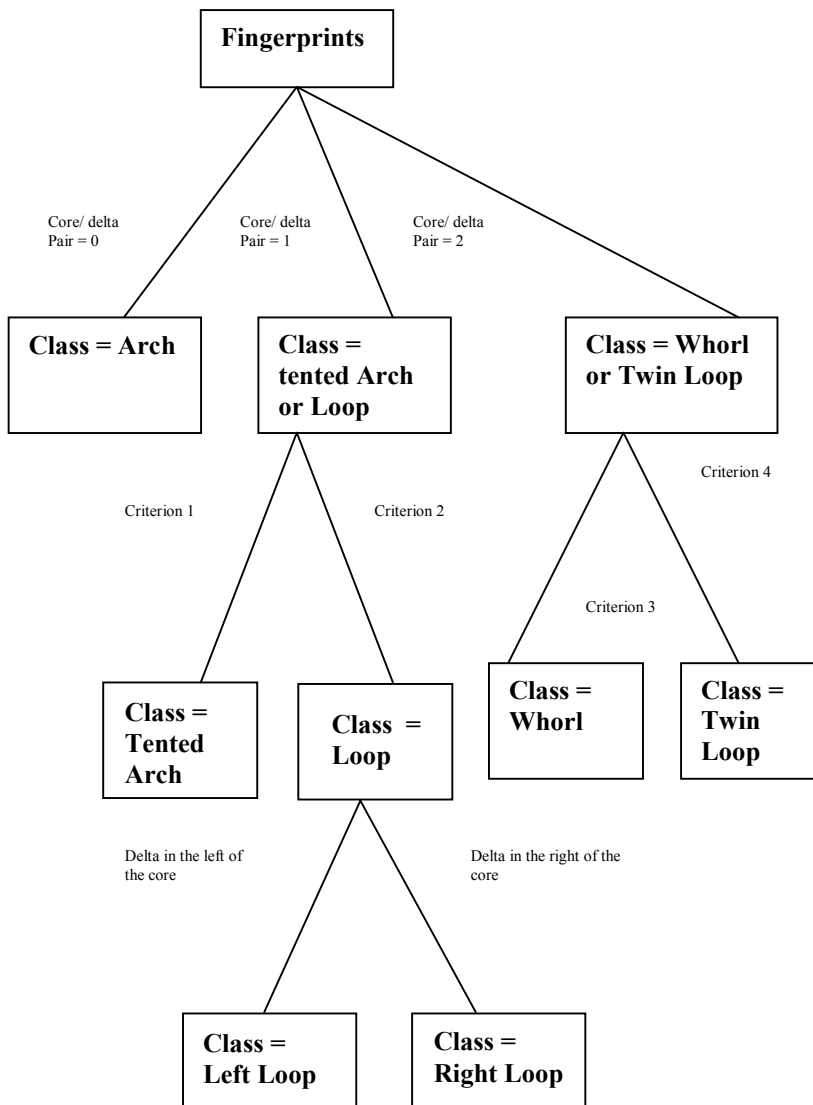 Fingerprints
Core/ delta
Pair = 0
Core/ delta
Pair = 1
Core/ delta
Pair = 2
Class = Arch
Class =
tented Arch
or Loop
Class = Whorl
or Twin Loop
Criterion 1
Criterion 2
Criterion 4
Criterion 3
Class =
Tented
Arch
Class =
Loop
Class =
Whorl
Class =
Twin
Loop
Delta in the left of
the core
Delta in the right of the
core
Class =
Left Loop
Class =
Right Loop